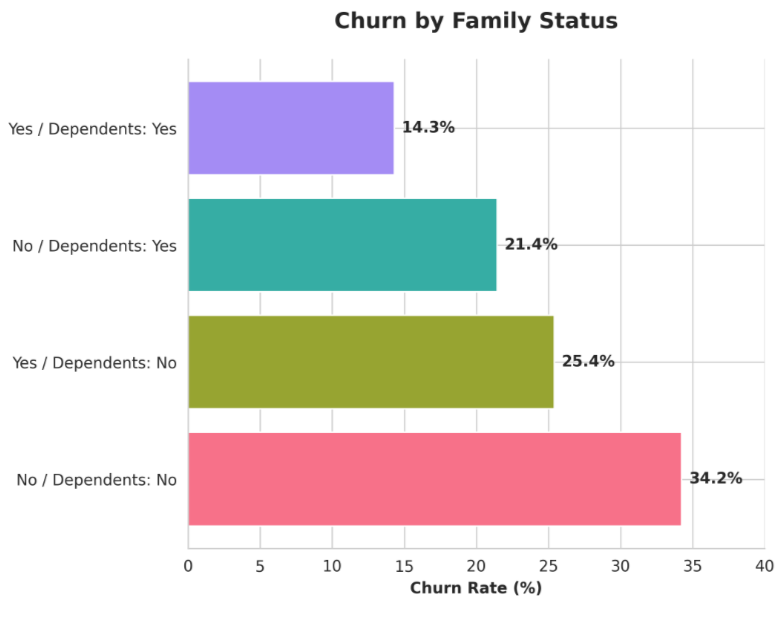 Churn by Family Status
Yes / Dependents: Yes
14.3%
No / Dependents: Yes
21.4%
Yes / Dependents: No
25.4%
No / Dependents: No
34.2%
0 5 10 15 20 25 30 35 40
Churn Rate (%)